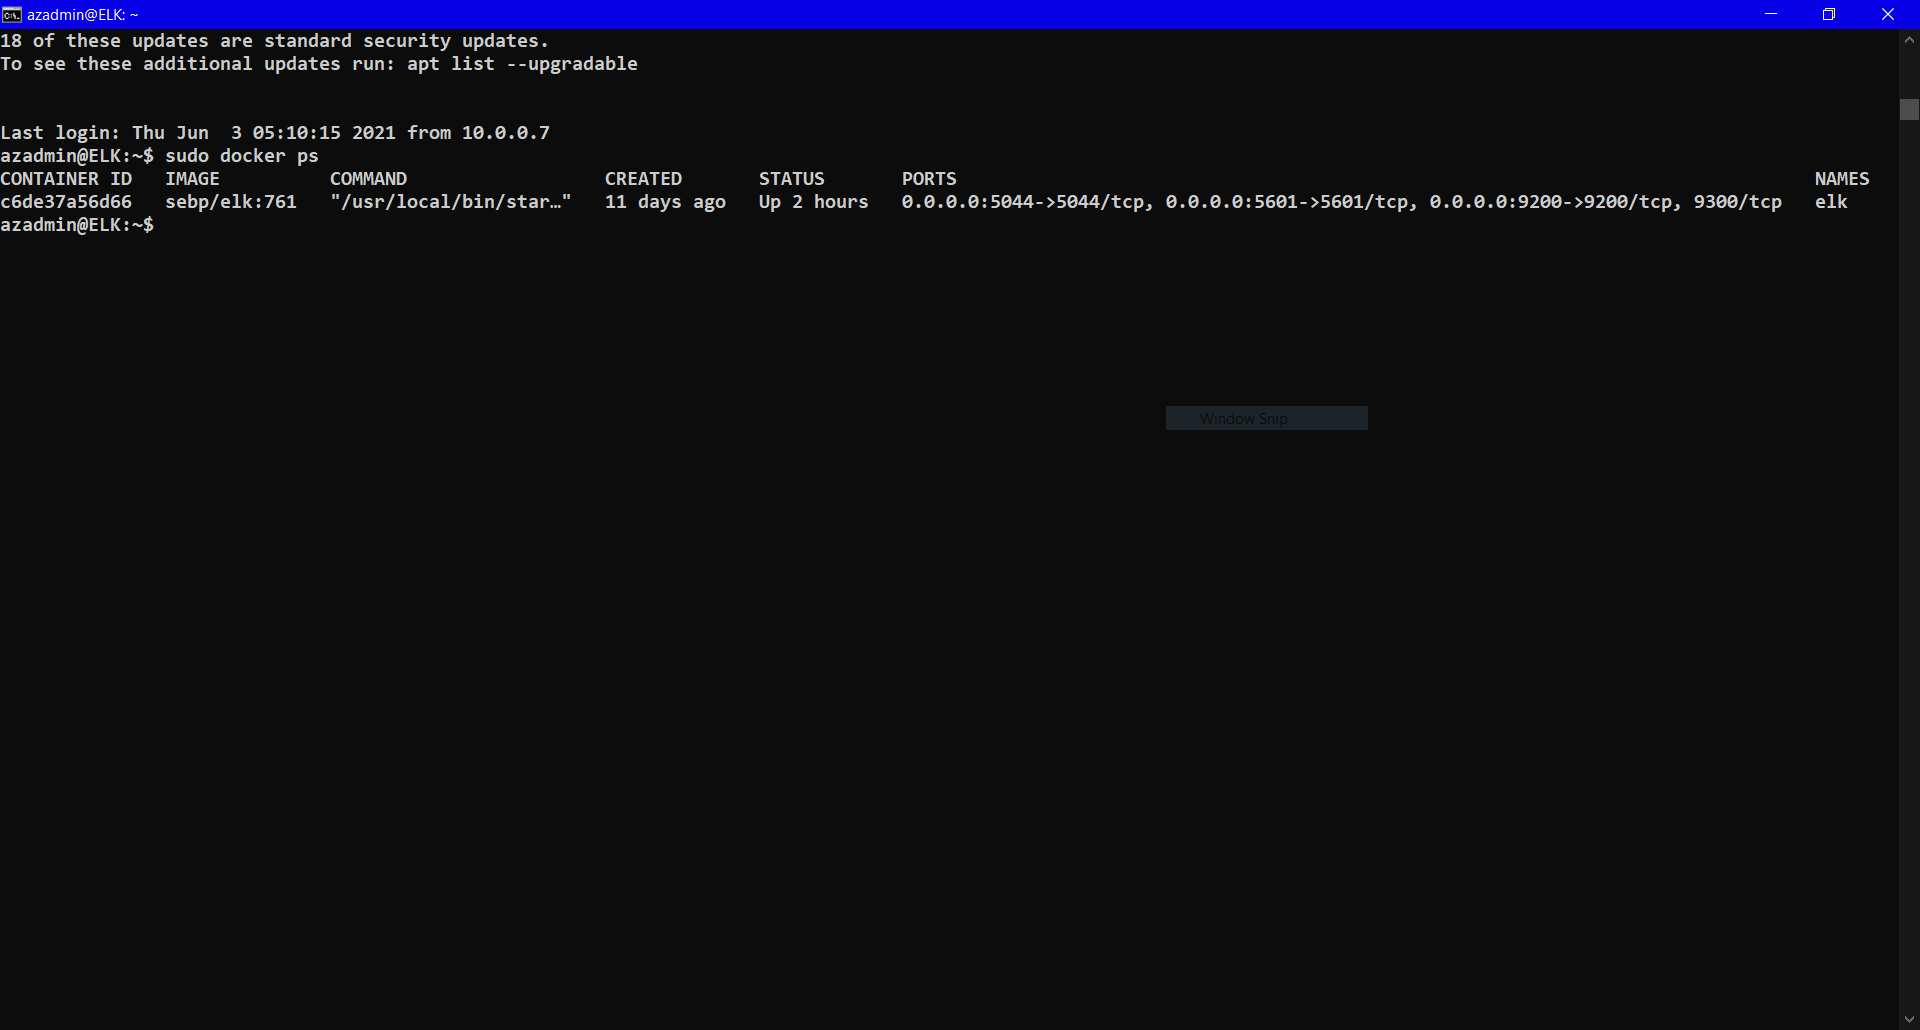 azadmin@ELK: ~
18 of these updates are standard security updates.
To see these additional updates run: apt list --upgradable
Last login: Thu Jun  3 05:10:15 2021 from 10.0.0.7
azadmin@ELK:~$ sudo docker ps
CONTAINER ID   IMAGE          COMMAND                  CREATED       STATUS       PORTS                                                                              NAMES
c6de37a56d66   sebp/elk:761   "/usr/local/bin/star…"   11 days ago   Up 2 hours   0.0.0.0:5044->5044/tcp, 0.0.0.0:5601->5601/tcp, 0.0.0.0:9200->9200/tcp, 9300/tcp   elk
azadmin@ELK:~$
Window Snip